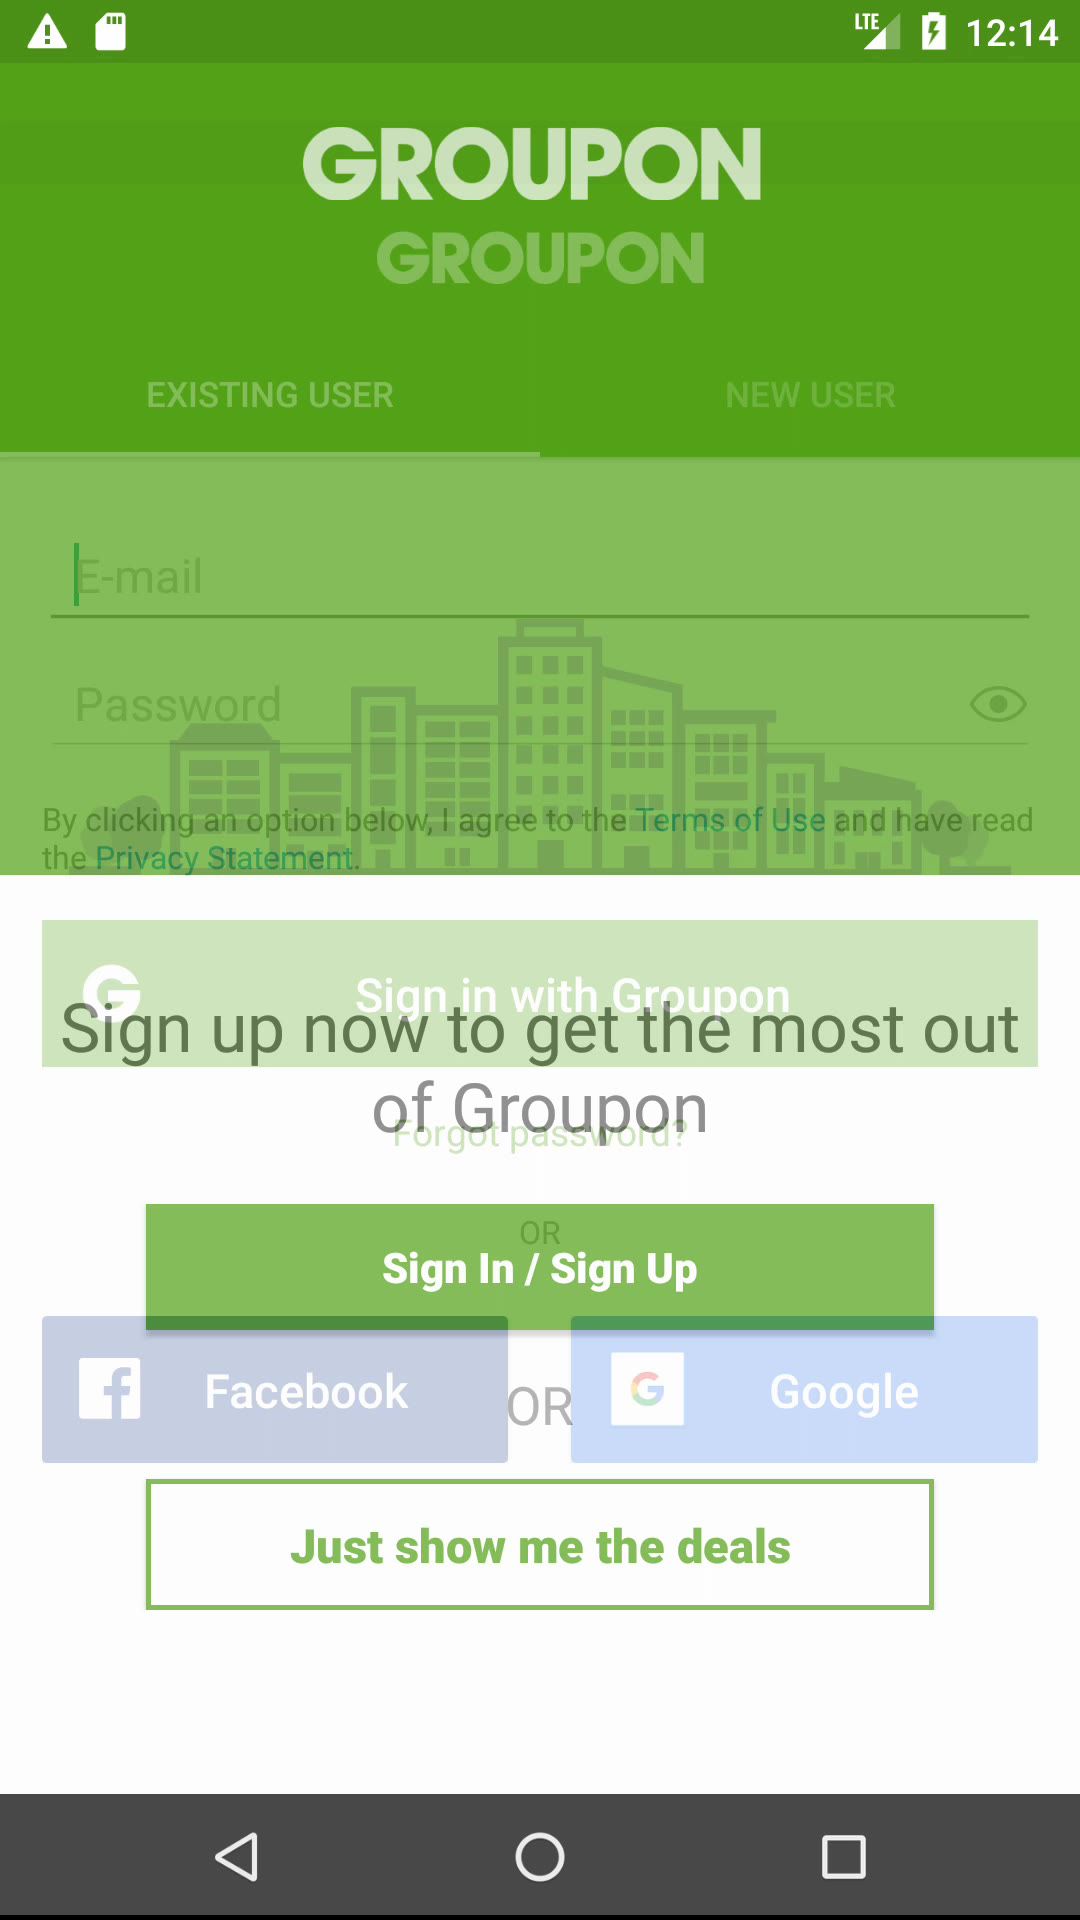 LTE 12:14
GROUPON
GROUPON
EXISTING USER NEW USER
E-mail
Password
By clicking an option below, I agree to the Terms of Use and have read
the Privacy Statement.
G Sign in with Groupon
Sign up now to get the most out
of Groupon
Forgot password?
OR
Sign In / Sign Up
f Facebook
G Google
OR
Just show me the deals